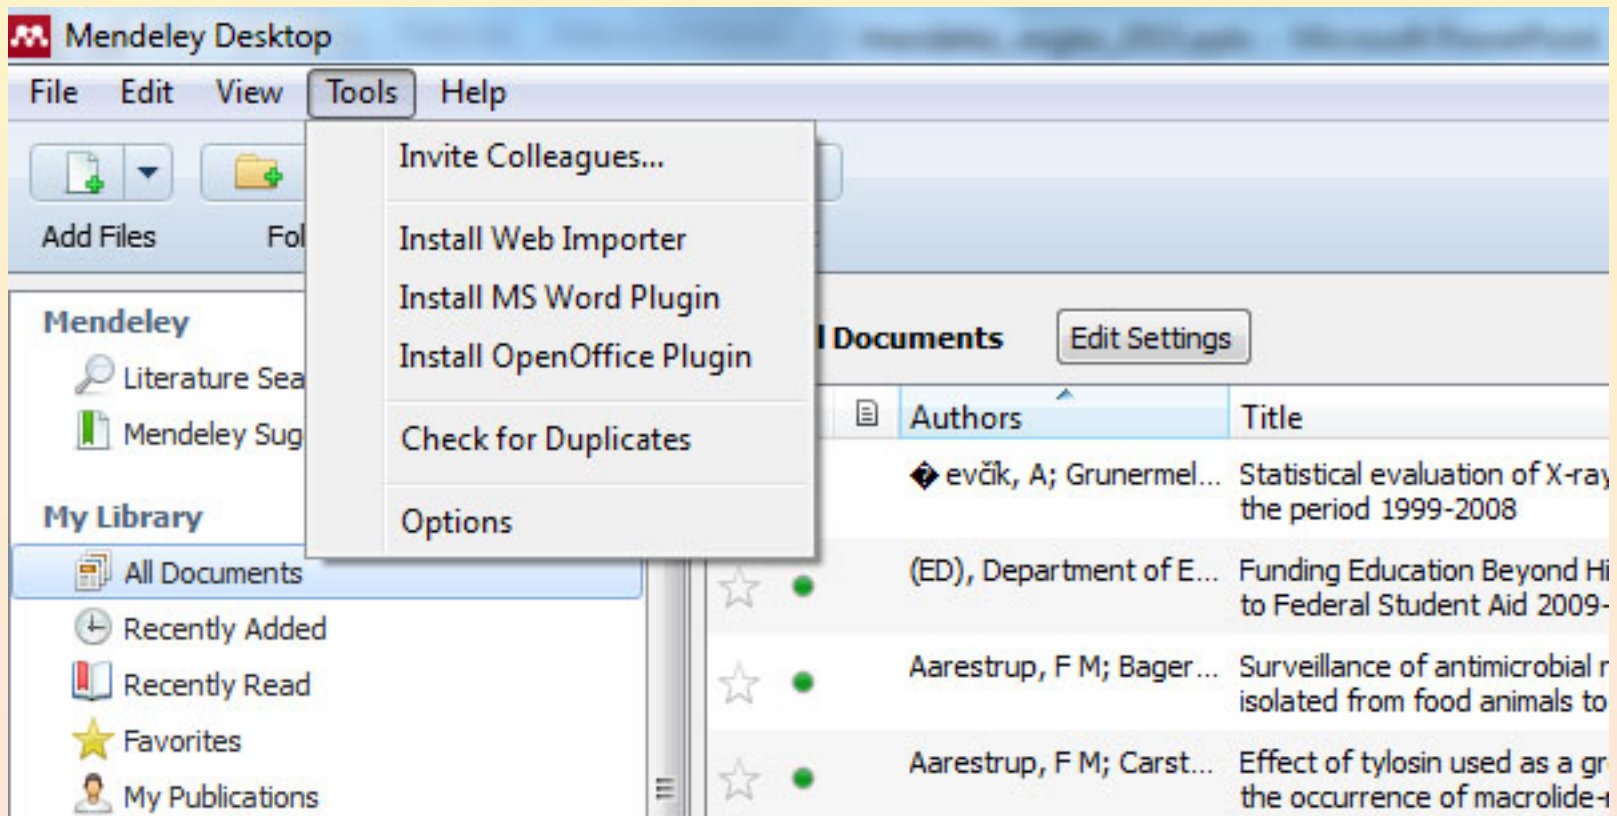 Mendeley Desktop
File Edit View Tools Help
Invite Colleagues...
Install Web Importer
Install MS Word Plugin
Install OpenOffice Plugin
Check for Duplicates
Options
Add Files Fol
Mendeley
Literature Sea
Mendeley Sug
My Library
All Documents
Recently Added
Recently Read
Favorites
My Publications
l Documents Edit Settings
Authors Title
� evčík, A; Grunermel... Statistical evaluation of X-ray
the period 1999-2008
(ED), Department of E... Funding Education Beyond Hi
to Federal Student Aid 2009-
Aarestrup, F M; Bager... Surveillance of antimicrobial r
isolated from food animals to
Aarestrup, F M; Carst... Effect of tylosin used as a gr
the occurrence of macrolide-r